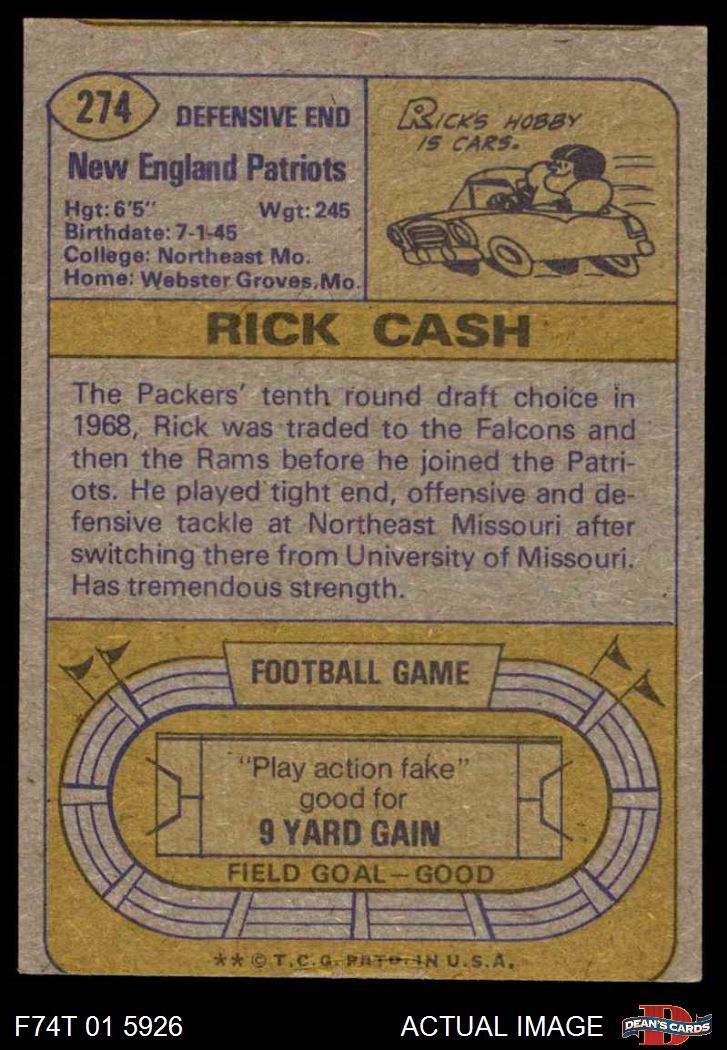 274
DEFENSIVE END
New England Patriots
Hgt: 6'5" Wgt: 245
Birthdate: 7-1-45
College: Northeast Mo.
Home: Webster Groves, Mo.
RICK'S HOBBY
IS CARS.
RICK CASH
The Packers' tenth round draft choice in
1968, Rick was traded to the Falcons and
then the Rams before he joined the Patri-
ots. He played tight end, offensive and de-
fensive tackle at Northeast Missouri after
switching there from University of Missouri.
Has tremendous strength.
FOOTBALL GAME
"Play action fake"
good for
9 YARD GAIN
FIELD GOAL—GOOD
** © T.C.G. PRTD. IN U.S.A.
F74T 01 5926
ACTUAL IMAGE
D
DEAN'S CARDS